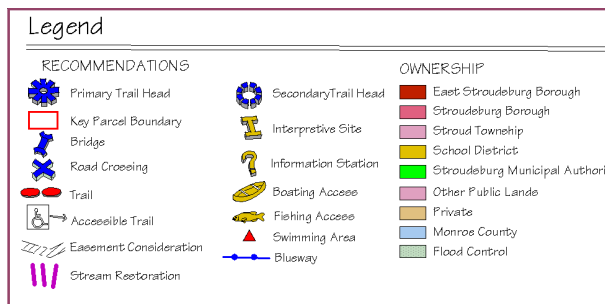 Legend
RECOMMENDATIONS
Primary Trail Head
Key Parcel Boundary
Bridge
Road Crossing
Trail
Accessible Trail
Easement Consideration
Stream Restoration
SecondaryTrail Head
Interpretive Site
Information Station
Boating Access
Fishing Access
Swimming Area
Blueway
OWNERSHIP
East Stroudsburg Borough
Stroudsburg Borough
Stroud Township
School District
Stroudsburg Municipal Authori
Other Public Lands
Private
Monroe County
Flood Control